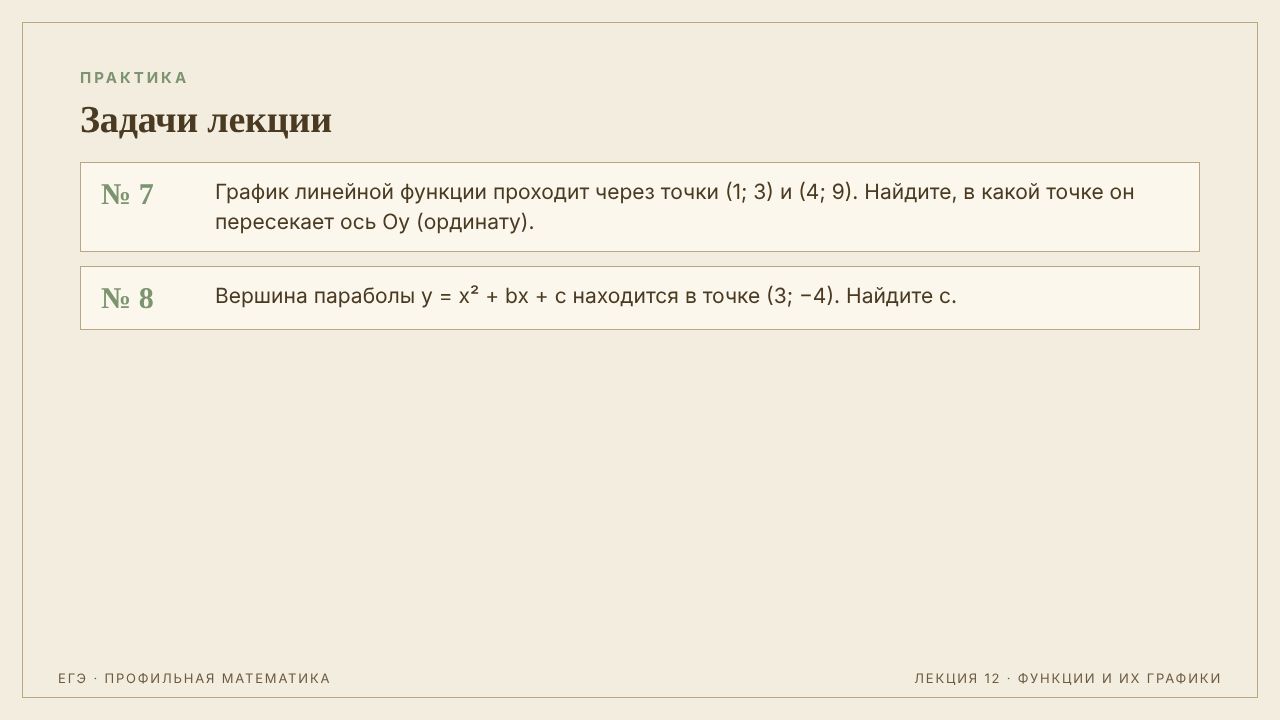 ПРАКТИКА
Задачи лекции
№ 7
График линейной функции проходит через точки (1; 3) и (4; 9). Найдите, в какой точке он
пересекает ось Oy (ординату).
№ 8
Вершина параболы y = x² + bx + c находится в точке (3; −4). Найдите c.
ЕГЭ · ПРОФИЛЬНАЯ МАТЕМАТИКА
ЛЕКЦИЯ 12 · ФУНКЦИИ И ИХ ГРАФИКИ